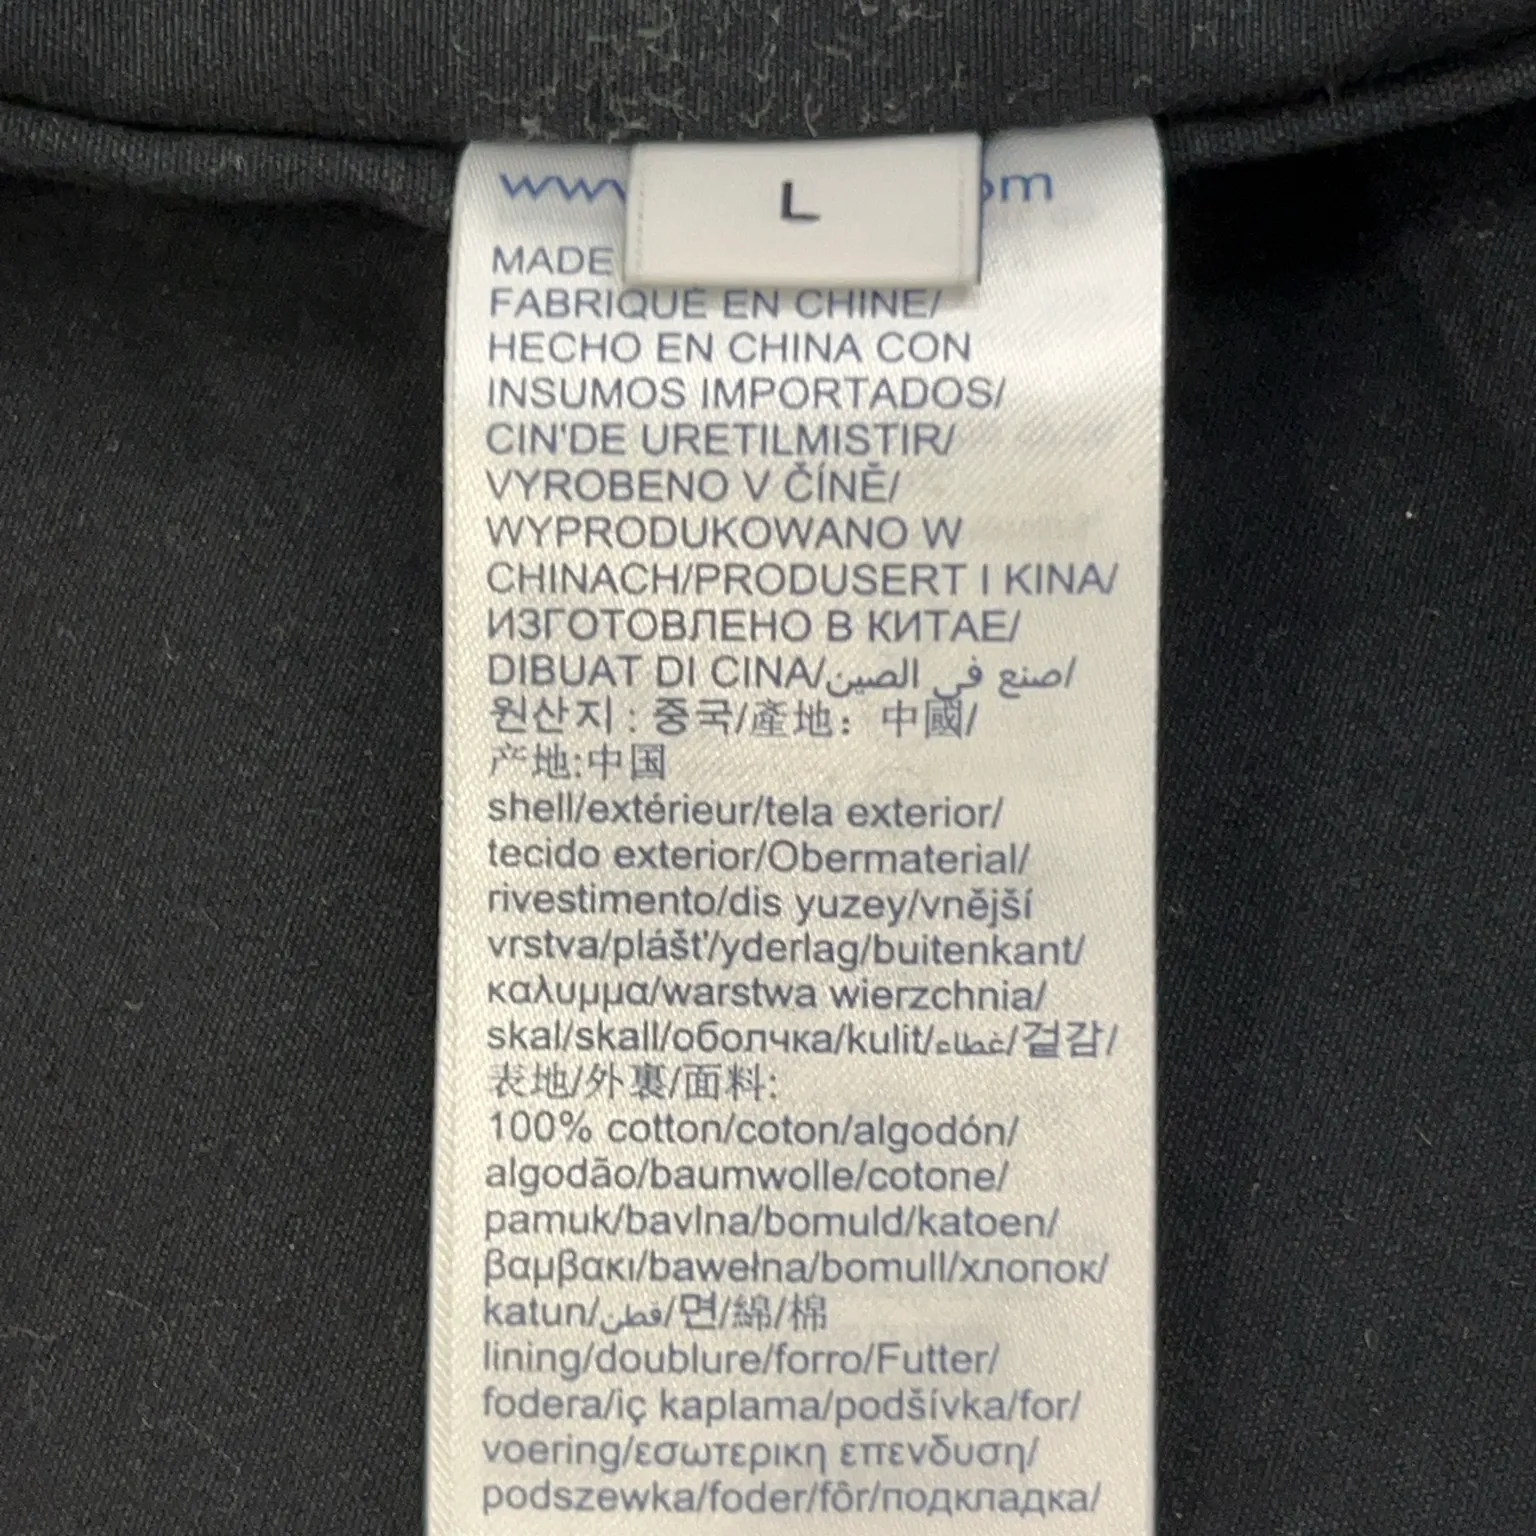 L
MADE
FABRIQUÉ EN CHINE/
HECHO EN CHINA CON
INSUMOS IMPORTADOS/
CIN'DE URETILMISTIR/
VYROBENO V ČÍNĚ/
WYPRODUKOWANO W
CHINACH/PRODUSERT I KINA/
ИЗГОТОВЛЕНО В КИТАЕ/
DIBUAT DI CINA/صنع في الصين/
원산지 : 중국/產地： 中國/
产地:中国
shell/extérieur/tela exterior/
tecido exterior/Obermaterial/
rivestimento/dis yuzey/vnější
vrstva/plášt'/yderlag/buitenkant/
καλυμμα/warstwa wierzchnia/
skal/skall/оболчка/kulit/غطاء/겉감/
表地/外裏/面料:
100% cotton/coton/algodón/
algodão/baumwolle/cotone/
pamuk/bavlna/bomuld/katoen/
βαμβακι/bawełna/bomull/хлопок/
katun/قطن/면/綿/棉
lining/doublure/forro/Futter/
fodera/iç kaplama/podšívka/for/
voering/εσωτερικη επενδυση/
podszewka/foder/fôr/подкладка/